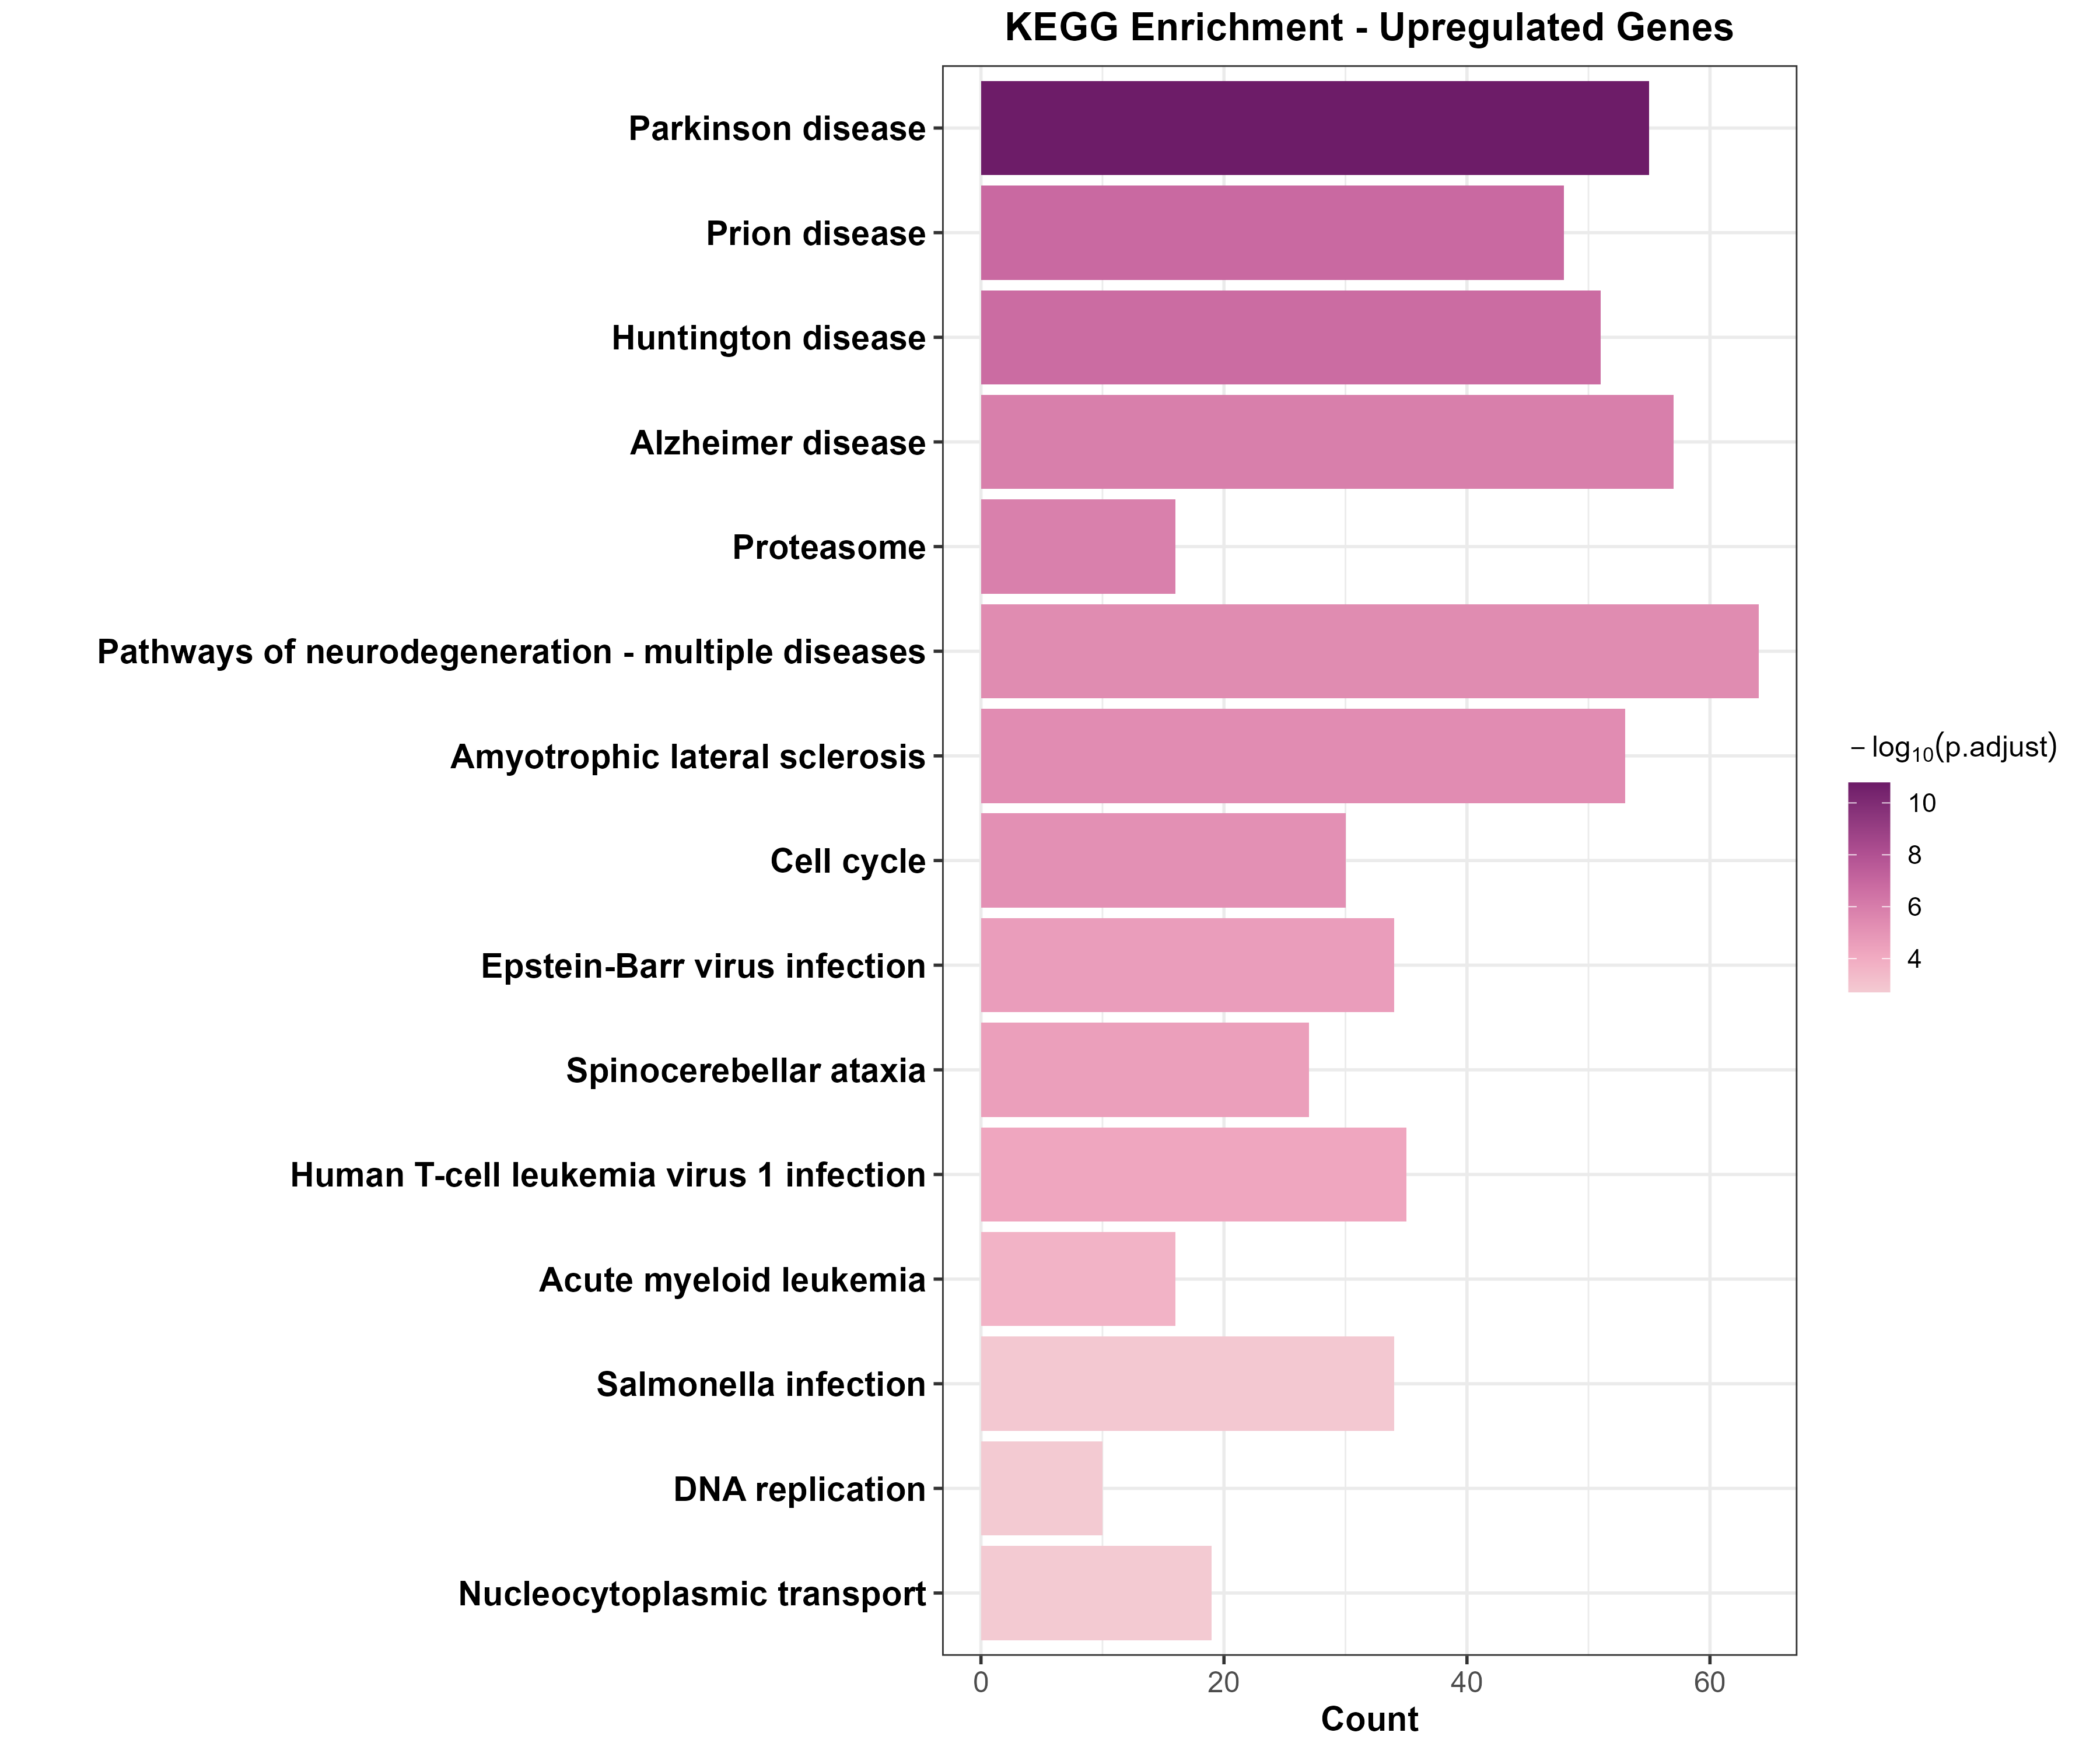 KEGG Enrichment - Upregulated Genes
Parkinson disease
Prion disease
Huntington disease
Alzheimer disease
Proteasome
Pathways of neurodegeneration - multiple diseases
Amyotrophic lateral sclerosis
Cell cycle
Epstein-Barr virus infection
Spinocerebellar ataxia
Human T-cell leukemia virus 1 infection
Acute myeloid leukemia
Salmonella infection
DNA replication
Nucleocytoplasmic transport
0 20 40 60
Count
− log₁₀(p.adjust)
10
8
6
4